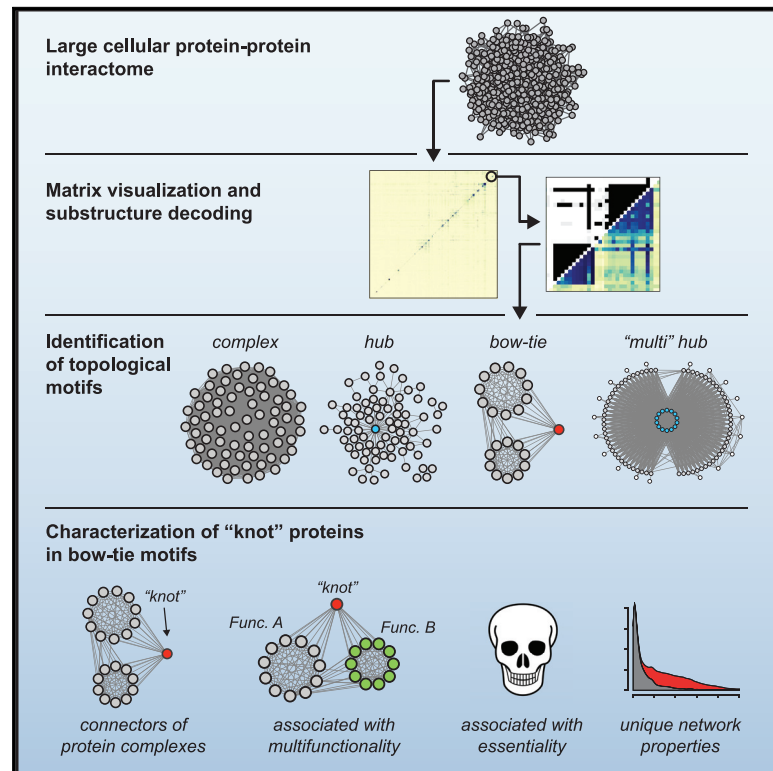 Large cellular protein-protein
interactome
Matrix visualization and
substructure decoding
Identification
of topological
motifs
complex
hub
bow-tie
“multi” hub
Characterization of “knot” proteins
in bow-tie motifs
“knot”
connectors of
protein complexes
“knot”
Func. A
Func. B
associated with
multifunctionality
associated with
essentiality
unique network
properties